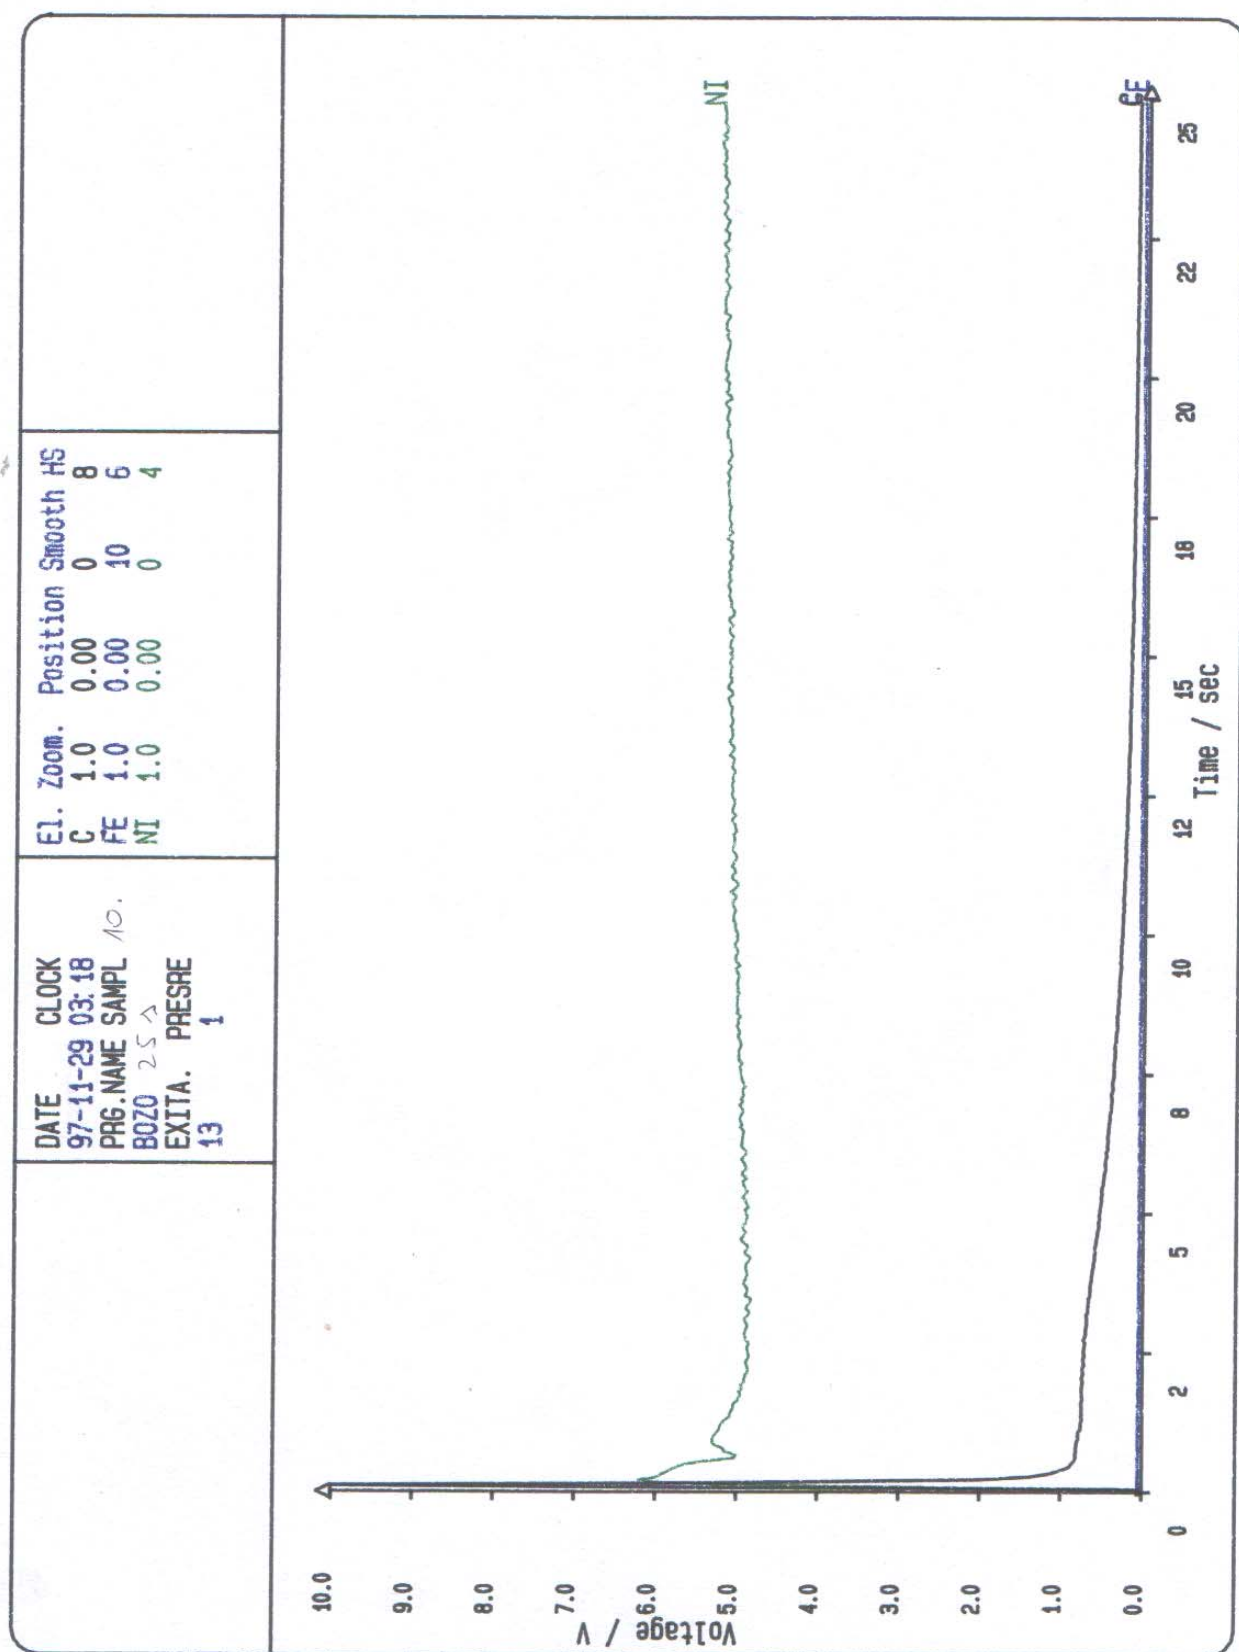 DATE CLOCK
97-11-29 03:18
PRG.NAME SAMPL 10.
BOZO 25 s
EXITA. PRESRE
13 1
El. Zoom. Position Smooth HS
C 1.0 0.00 0 8
FE 1.0 0.00 10 6
NI 1.0 0.00 0 4
10.0
9.0
8.0
7.0
6.0
5.0
4.0
3.0
2.0
1.0
0.0
Voltage / V
NI
0 2 5 8 10 12 15 18 20 22 25
Time / sec